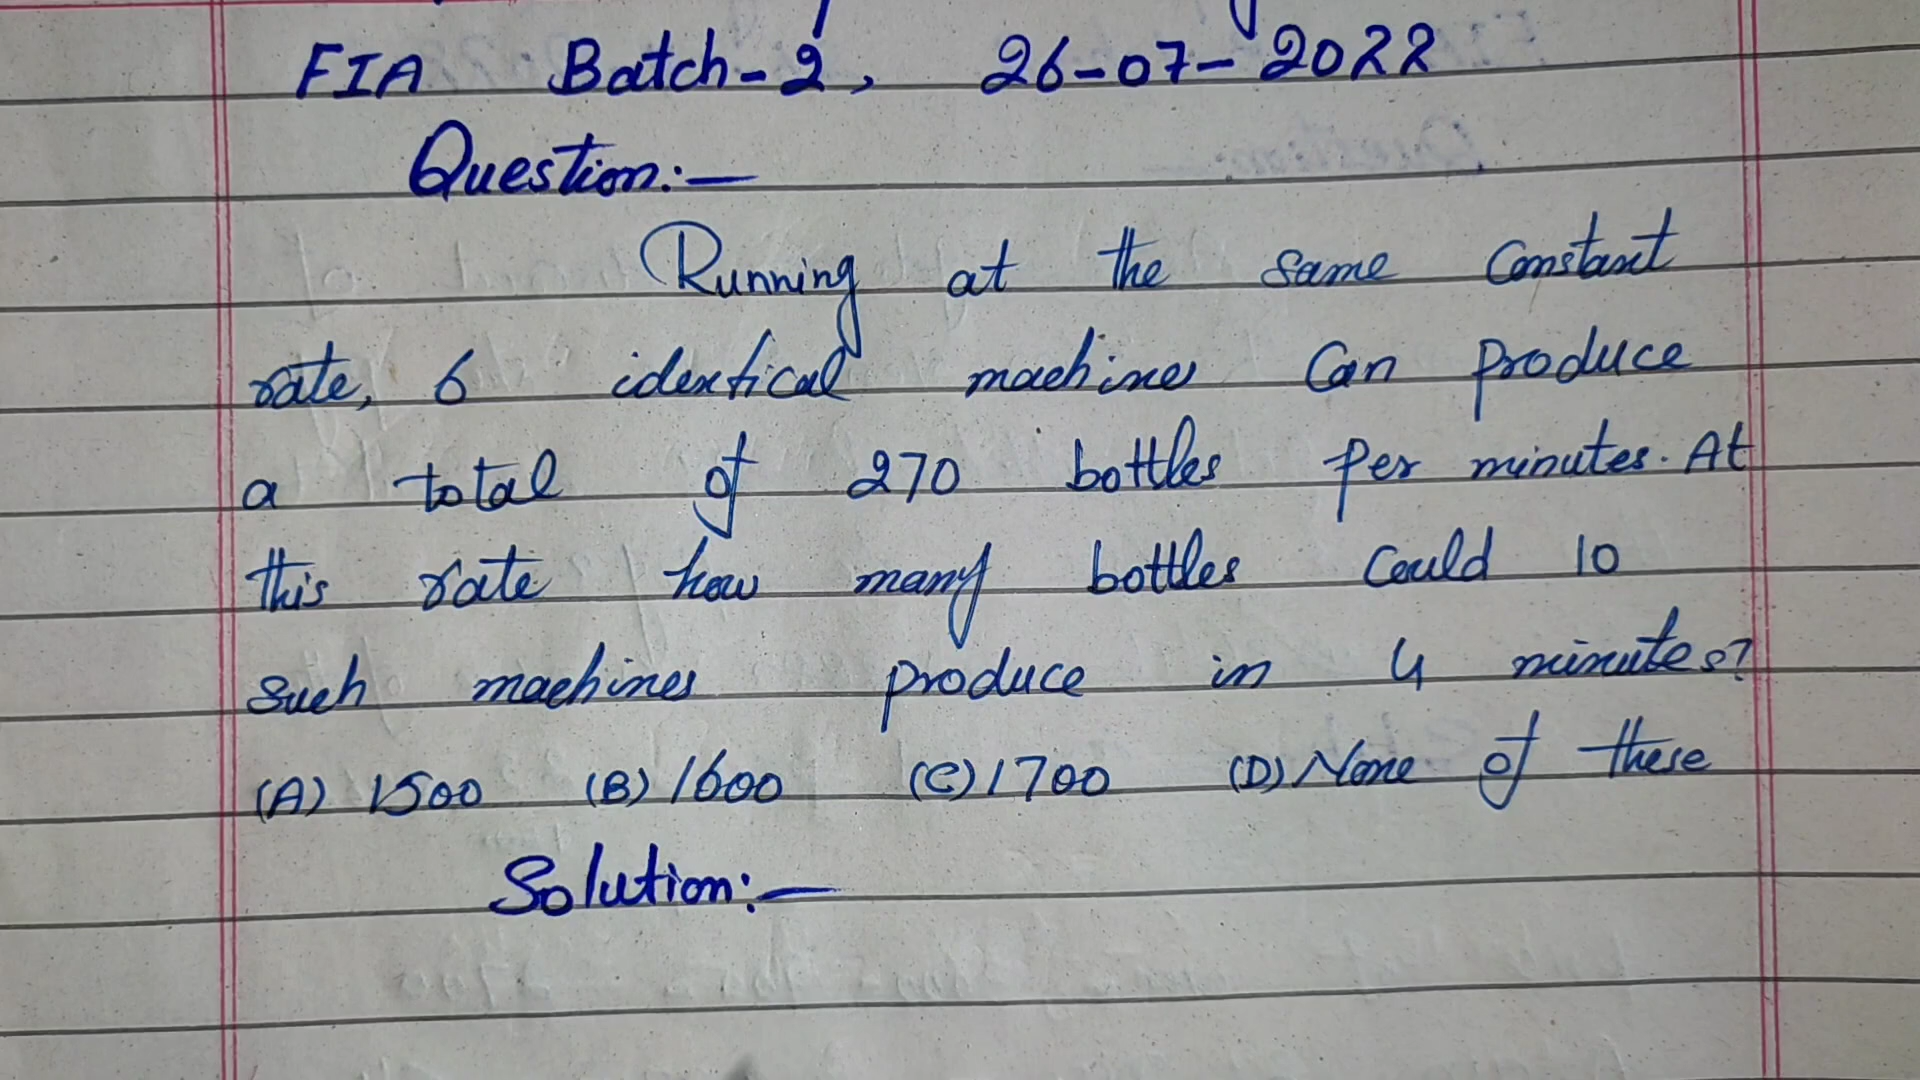 FIA Batch-2, 26-07-2022
Question:-
Running at the same constant
rate, 6 identical machines can produce
a total of 270 bottles per minutes. At
this rate how many bottles could 10
such machines produce in 4 minutes?
(A) 1500 (B) 1600 (C) 1700 (D) None of these
Solution:-